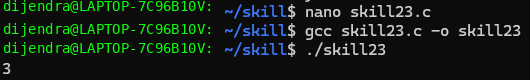 dijendra@LAPTOP-7C96B10V: ~/skill$ nano skill23.c
dijendra@LAPTOP-7C96B10V: ~/skill$ gcc skill23.c -o skill23
dijendra@LAPTOP-7C96B10V: ~/skill$ ./skill23
3